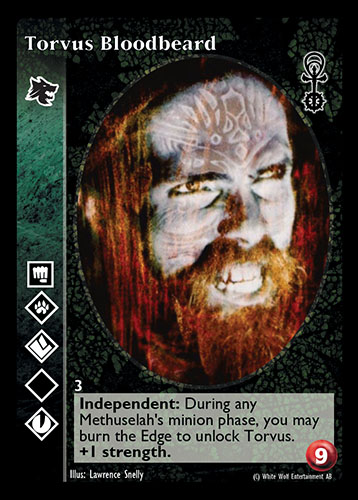 Torvus Bloodbeard
3
Independent: During any
Methuselah's minion phase, you may
burn the Edge to unlock Torvus.
+1 strength.
9
Illus: Lawrence Snelly
(C) White Wolf Entertainment AB